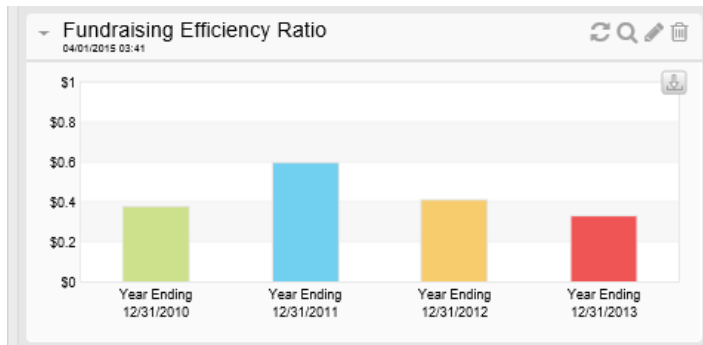 Fundraising Efficiency Ratio
04/01/2015 03:41
$1
$0.8
$0.6
$0.4
$0.2
$0
Year Ending
12/31/2010
Year Ending
12/31/2011
Year Ending
12/31/2012
Year Ending
12/31/2013